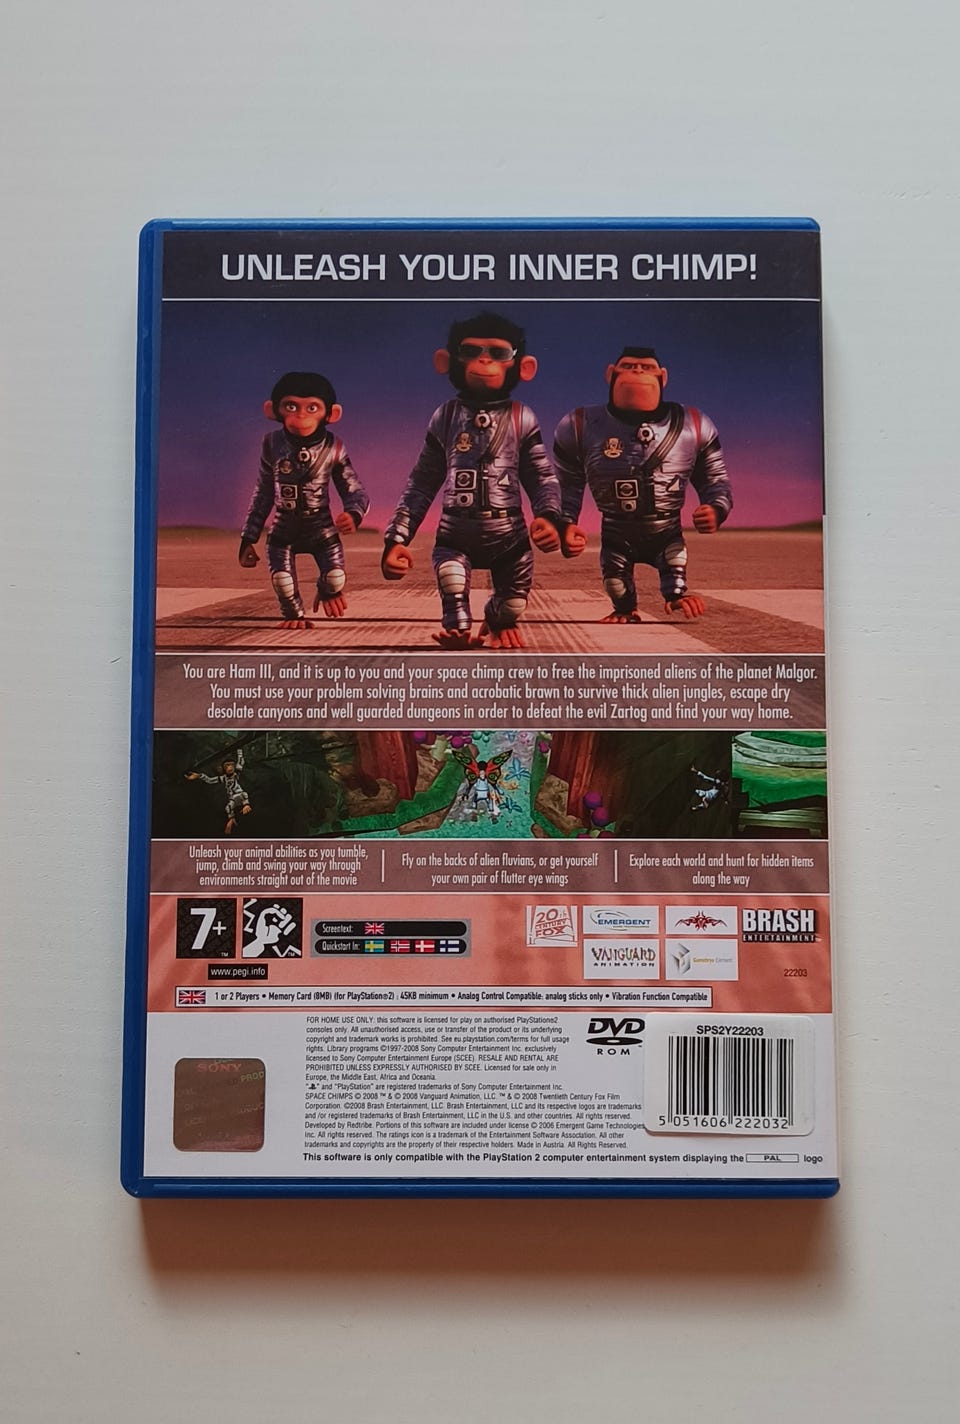 UNLEASH YOUR INNER CHIMP!
You are Ham III, and it is up to you and your space chimp crew to free the imprisoned aliens of the planet Malgor.
You must use your problem solving brains and acrobatic brawn to survive thick alien jungles, escape dry
desolate canyons and well guarded dungeons in order to defeat the evil Zartog and find your way home.
Unleash your animal abilities as you tumble,
jump, climb and swing your way through
environments straight out of the movie
Fly on the backs of alien fluvians, or get yourself
your own pair of flutter eye wings
Explore each world and hunt for hidden items
along the way
7+
TM
TM
www.pegi.info
Screentext:
Quickstart In:
20th
CENTURY
FOX
EMERGENT
VANGUARD
ANIMATION
Gamebryo Element
BRASH
ENTERTAINMENT
22203
1 or 2 Players • Memory Card (8MB) (for PlayStation®2) : 45KB minimum • Analog Control Compatible: analog sticks only • Vibration Function Compatible
SONY
FOR HOME USE ONLY: this software is licensed for play on authorised PlayStation®2
consoles only. All unauthorised access, use or transfer of the product or its underlying
copyright and trademark works is prohibited. See eu.playstation.com/terms for full usage
rights. Library programs ©1997-2008 Sony Computer Entertainment Inc. exclusively
licensed to Sony Computer Entertainment Europe (SCEE). RESALE AND RENTAL ARE
PROHIBITED UNLESS EXPRESSLY AUTHORISED BY SCEE. Licensed for sale only in
Europe, the Middle East, Africa and Oceania.
" " and "PlayStation" are registered trademarks of Sony Computer Entertainment Inc.
SPACE CHIMPS © 2008 ™ & © 2008 Vanguard Animation, LLC. ™ & © 2008 Twentieth Century Fox Film
Corporation. ©2008 Brash Entertainment, LLC. Brash Entertainment, LLC and its respective logos are trademarks
and /or registered trademarks of Brash Entertainment, LLC in the U.S. and other countries. All rights reserved.
Developed by Redtribe. Portions of this software are included under license © 2006 Emergent Game Technologies,
Inc. All rights reserved. The ratings icon is a trademark of the Entertainment Software Association. All other
trademarks and copyrights are the property of their respective holders. Made in Austria. All Rights Reserved.
This software is only compatible with the PlayStation 2 computer entertainment system displaying the PAL logo
DVD
ROM
SPS2Y22203
5 051606 222032